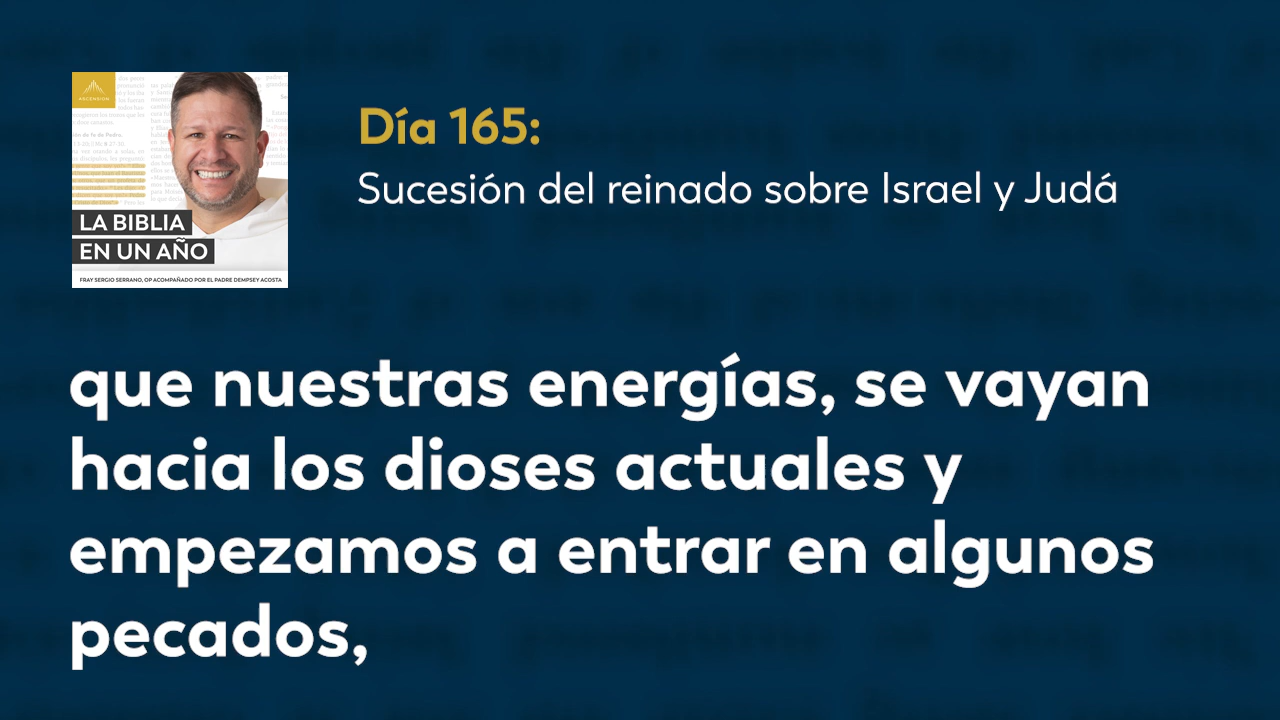 ASCENSION
LA BIBLIA
EN UN AÑO
FRAY SERGIO SERRANO, OP ACOMPAÑADO POR EL PADRE DEMPSEY ACOSTA
Día 165:
Sucesión del reinado sobre Israel y Judá
que nuestras energías, se vayan
hacia los dioses actuales y
empezamos a entrar en algunos
pecados,